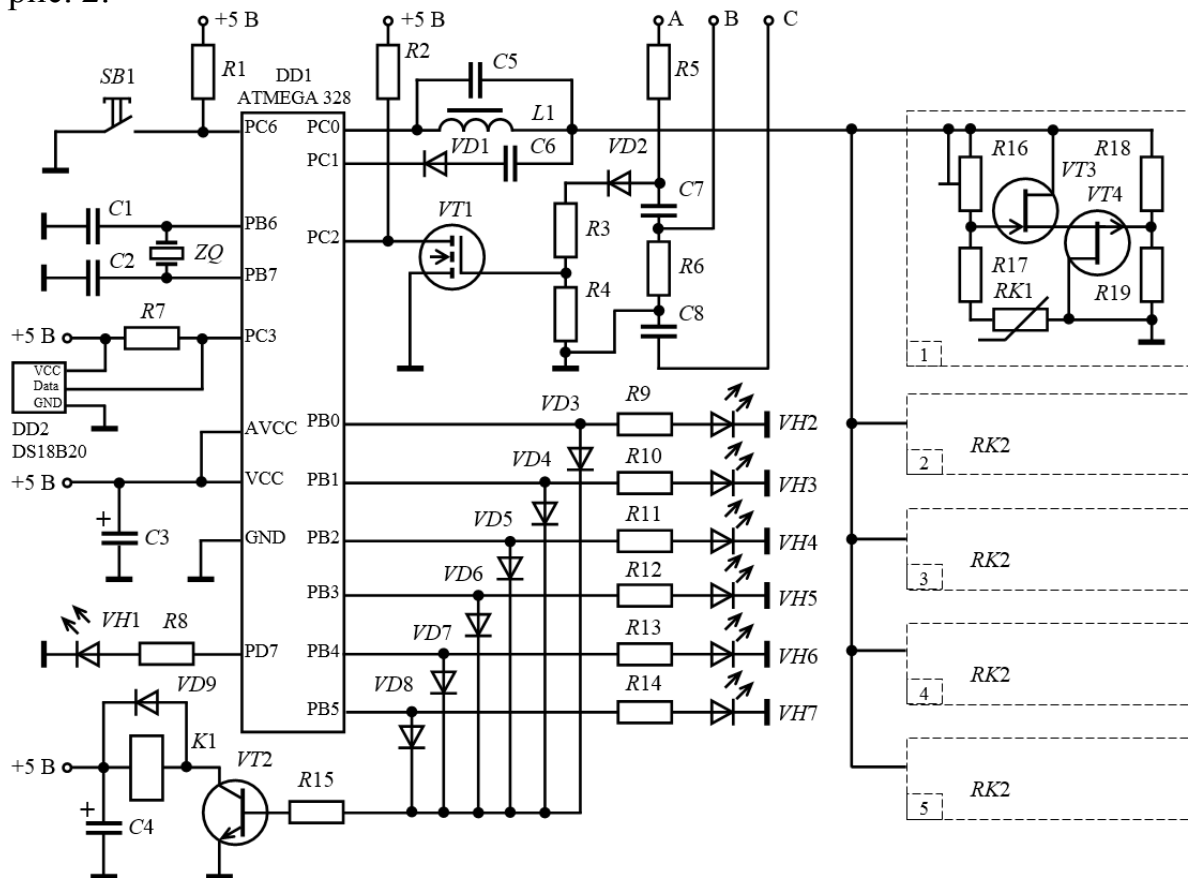 рис. 2.
+5 В
+5 В
A
B
C
R1
R2
C5
R5
SB1
DD1
ATMEGA 328
L1
PC6
PC0
R16
R18
PC1
VD1
C6
VD2
VT3
C7
VT4
C1
PB6
VT1
R3
PC2
ZQ
R6
C2
R17
PB7
R4
RK1
R19
R7
C8
+5 В
PC3
1
VCC
Data
GND
R9
VD3
PB0
VH2
DD2
DS18B20
AVCC
RK2
R10
VD4
2
+5 В
VCC
PB1
VH3
R11
VD5
C3
GND
PB2
VH4
RK2
R12
VD6
3
PB3
VH5
VH1
R8
R13
VD7
PD7
PB4
VH6
RK2
VD9
R14
VD8
4
PB5
VH7
K1
VT2
+5 В
R15
RK2
C4
5